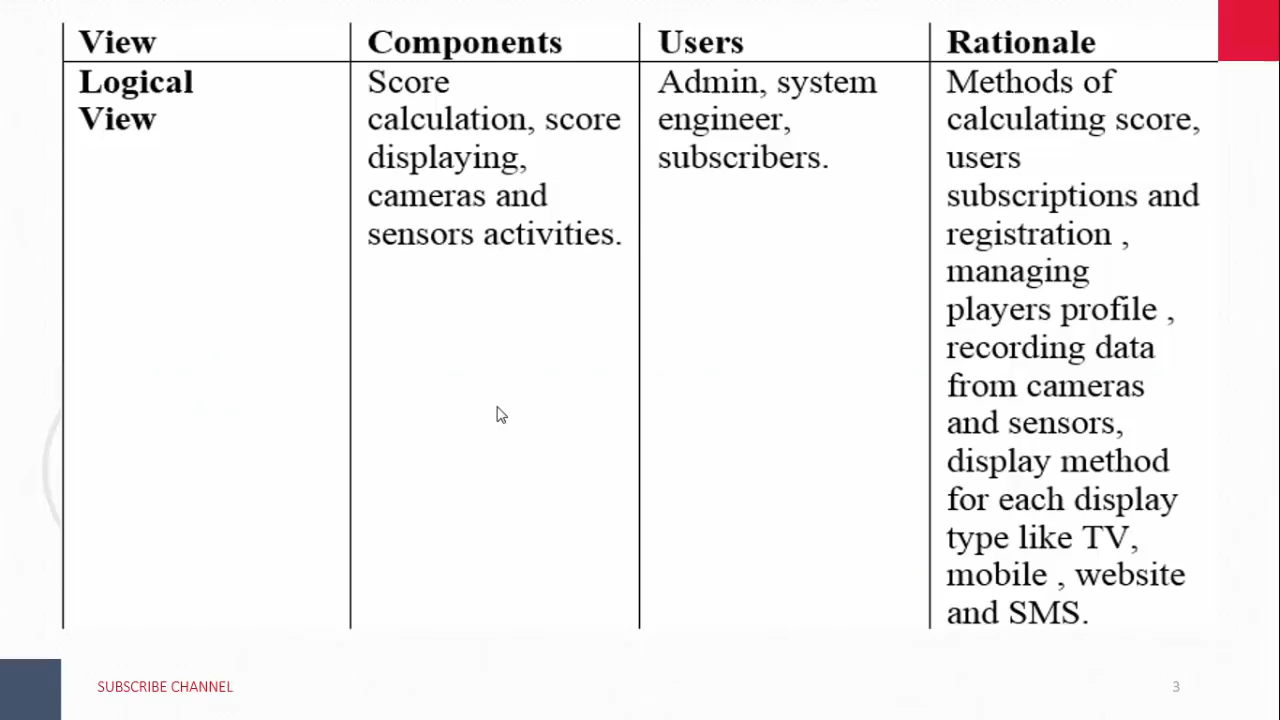 View
Components
Users
Rationale
Logical
View
Score
calculation, score
displaying,
cameras and
sensors activities.
Admin, system
engineer,
subscribers.
Methods of
calculating score,
users
subscriptions and
registration ,
managing
players profile ,
recording data
from cameras
and sensors,
display method
for each display
type like TV,
mobile , website
and SMS.
SUBSCRIBE CHANNEL
3